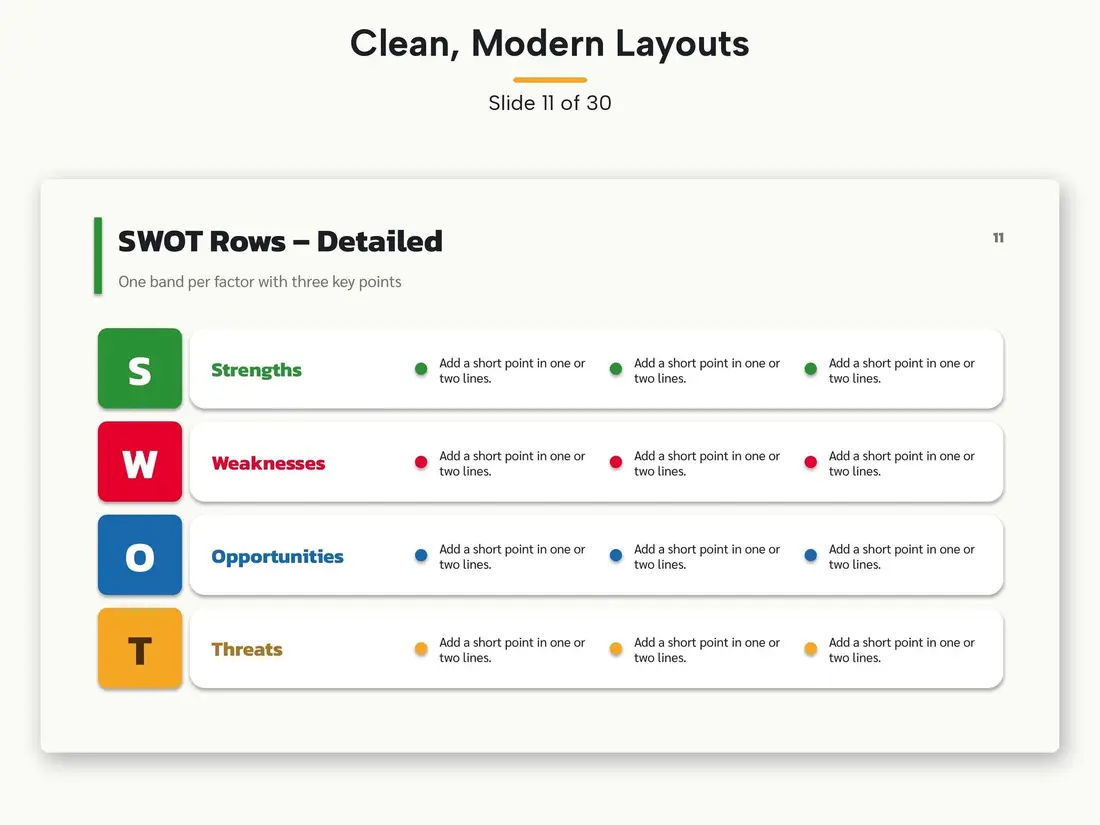 Clean, Modern Layouts
Slide 11 of 30
SWOT Rows – Detailed
11
One band per factor with three key points
S
Strengths
Add a short point in one or
two lines.
Add a short point in one or
two lines.
Add a short point in one or
two lines.
W
Weaknesses
Add a short point in one or
two lines.
Add a short point in one or
two lines.
Add a short point in one or
two lines.
O
Opportunities
Add a short point in one or
two lines.
Add a short point in one or
two lines.
Add a short point in one or
two lines.
T
Threats
Add a short point in one or
two lines.
Add a short point in one or
two lines.
Add a short point in one or
two lines.